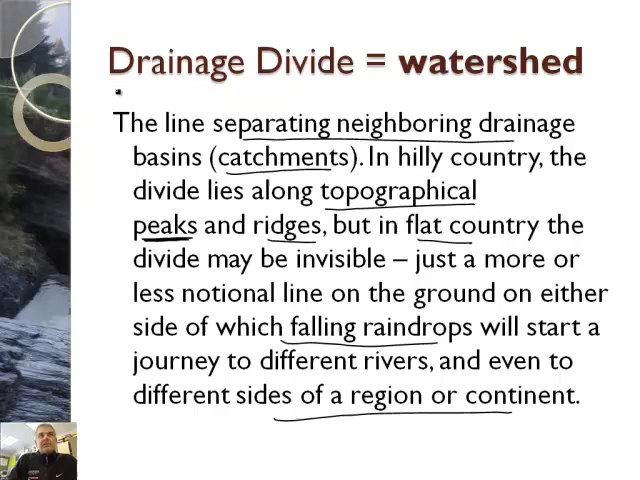 Drainage Divide = watershed
The line separating neighboring drainage
basins (catchments). In hilly country, the
divide lies along topographical
peaks and ridges, but in flat country the
divide may be invisible – just a more or
less notional line on the ground on either
side of which falling raindrops will start a
journey to different rivers, and even to
different sides of a region or continent.